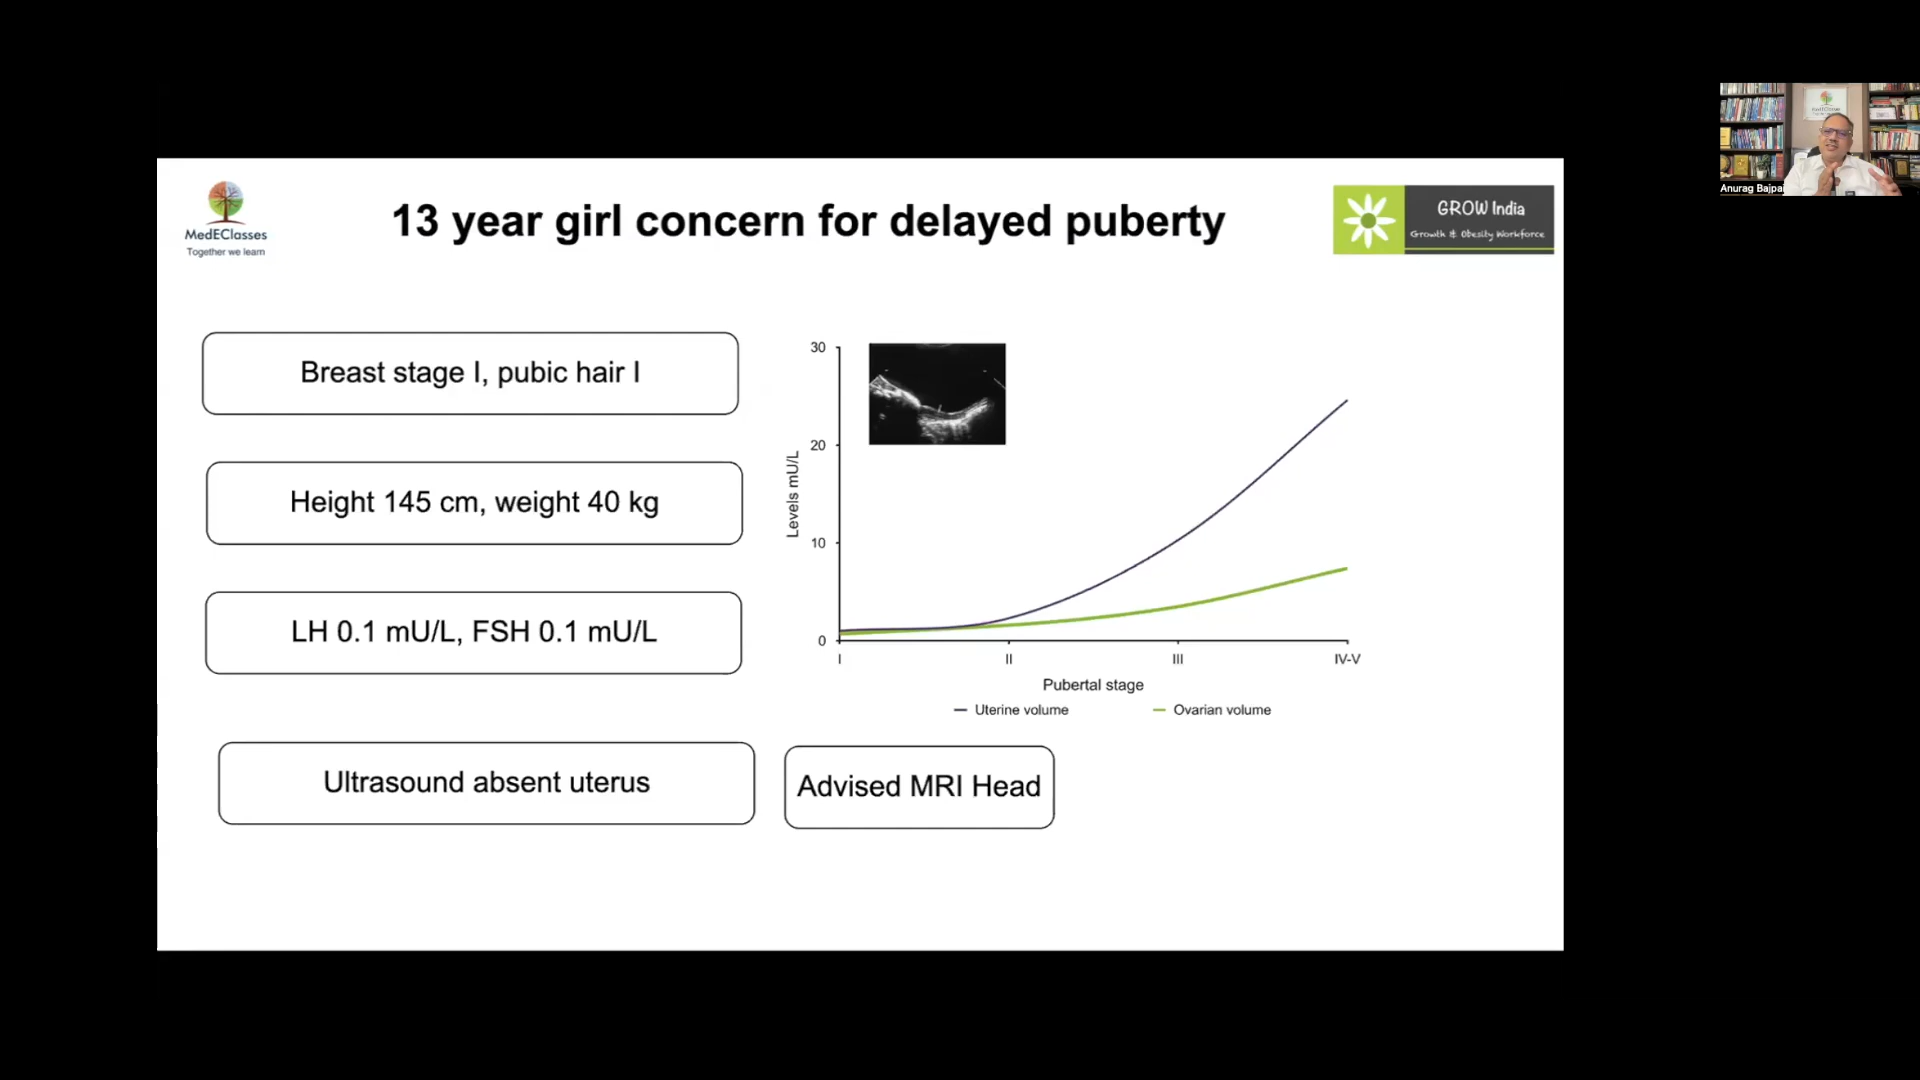 MedEClasses
Together we learn
13 year girl concern for delayed puberty
GROW India
Growth & Obesity Workforce
Anurag Bajpai
Breast stage I, pubic hair I
Height 145 cm, weight 40 kg
LH 0.1 mU/L, FSH 0.1 mU/L
Ultrasound absent uterus
Advised MRI Head
30
20
10
0
Levels mU/L
I
II
III
IV-V
Pubertal stage
Uterine volume
Ovarian volume